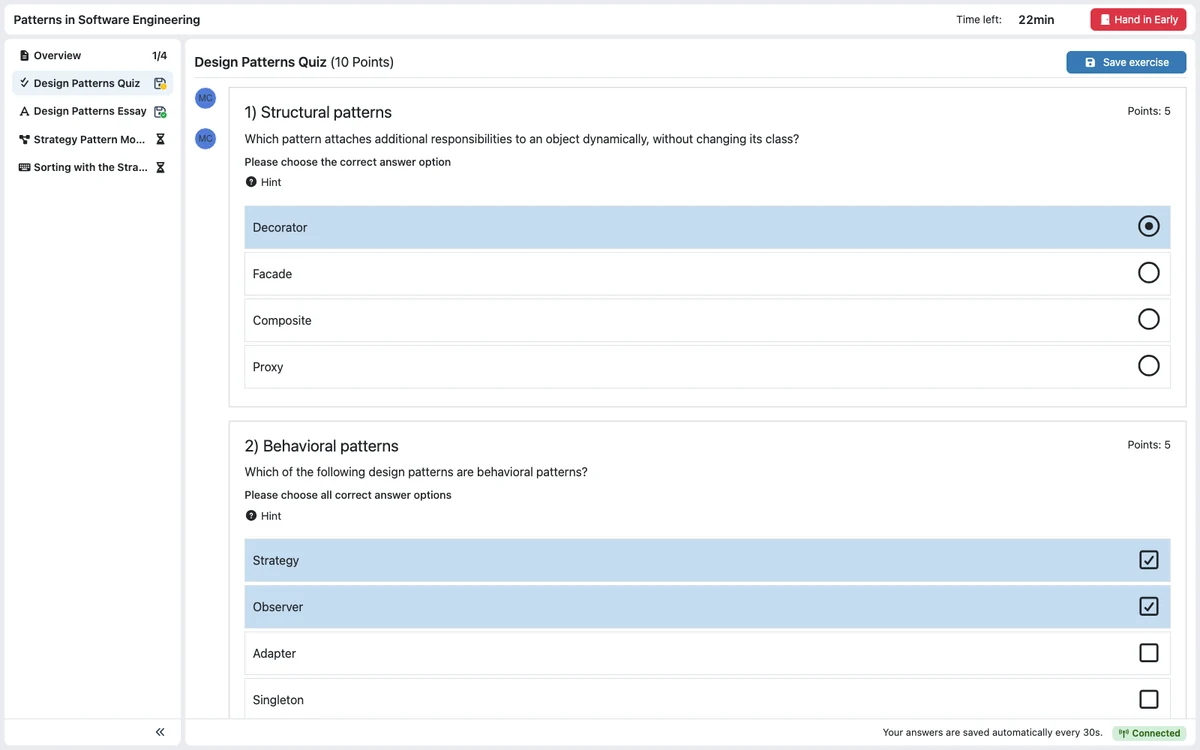 Patterns in Software Engineering
Time left: 22min
Hand in Early
Overview 1/4
Design Patterns Quiz
Design Patterns Essay
Strategy Pattern Mo...
Sorting with the Stra...
Design Patterns Quiz (10 Points)
Save exercise
MC
MC
1) Structural patterns
Points: 5
Which pattern attaches additional responsibilities to an object dynamically, without changing its class?
Please choose the correct answer option
Hint
Decorator
Facade
Composite
Proxy
2) Behavioral patterns
Points: 5
Which of the following design patterns are behavioral patterns?
Please choose all correct answer options
Hint
Strategy
Observer
Adapter
Singleton
Your answers are saved automatically every 30s.
Connected